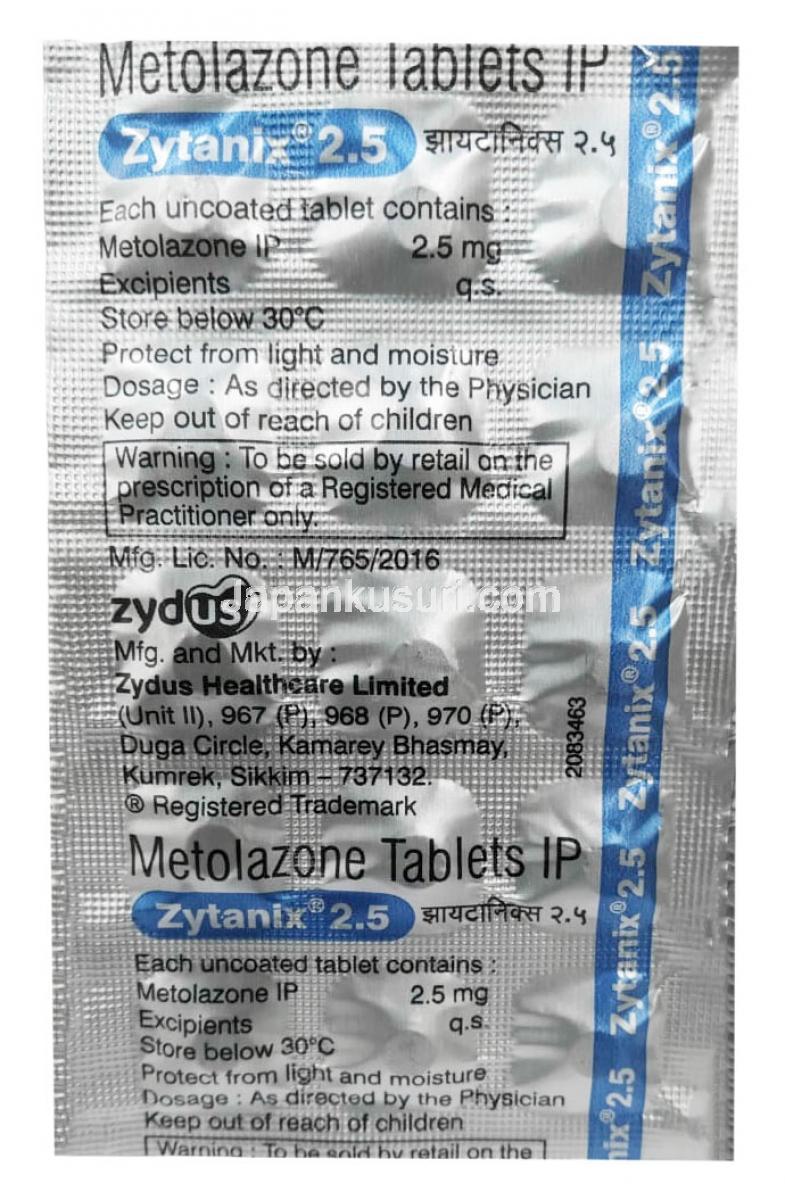 Metolazone Tablets IP
Zytanix® 2.5 झायटानिक्स २.५
Each uncoated tablet contains :
Metolazone IP 2.5 mg
Excipients q.s.
Store below 30°C
Protect from light and moisture
Dosage : As directed by the Physician
Keep out of reach of children
Warning : To be sold by retail on the
prescription of a Registered Medical
Practitioner only.
Mfg. Lic. No. : M/765/2016
zydus
Japankusuri.com
Mfg. and Mkt. by :
Zydus Healthcare Limited
(Unit II), 967 (P), 968 (P), 970 (P),
Duga Circle, Kamarey Bhasmay,
Kumrek, Sikkim – 737132.
® Registered Trademark
2083463
Metolazone Tablets IP
Zytanix® 2.5 झायटानिक्स २.५
Each uncoated tablet contains :
Metolazone IP 2.5 mg
Excipients q.s.
Store below 30°C
Protect from light and moisture
Dosage : As directed by the Physician
Keep out of reach of children
Warning : To be sold by retail on the
Zytanix® 2.5
Zytanix® 2.5
Zytanix® 2.5
Zytanix® 2.5
nix® 2.5